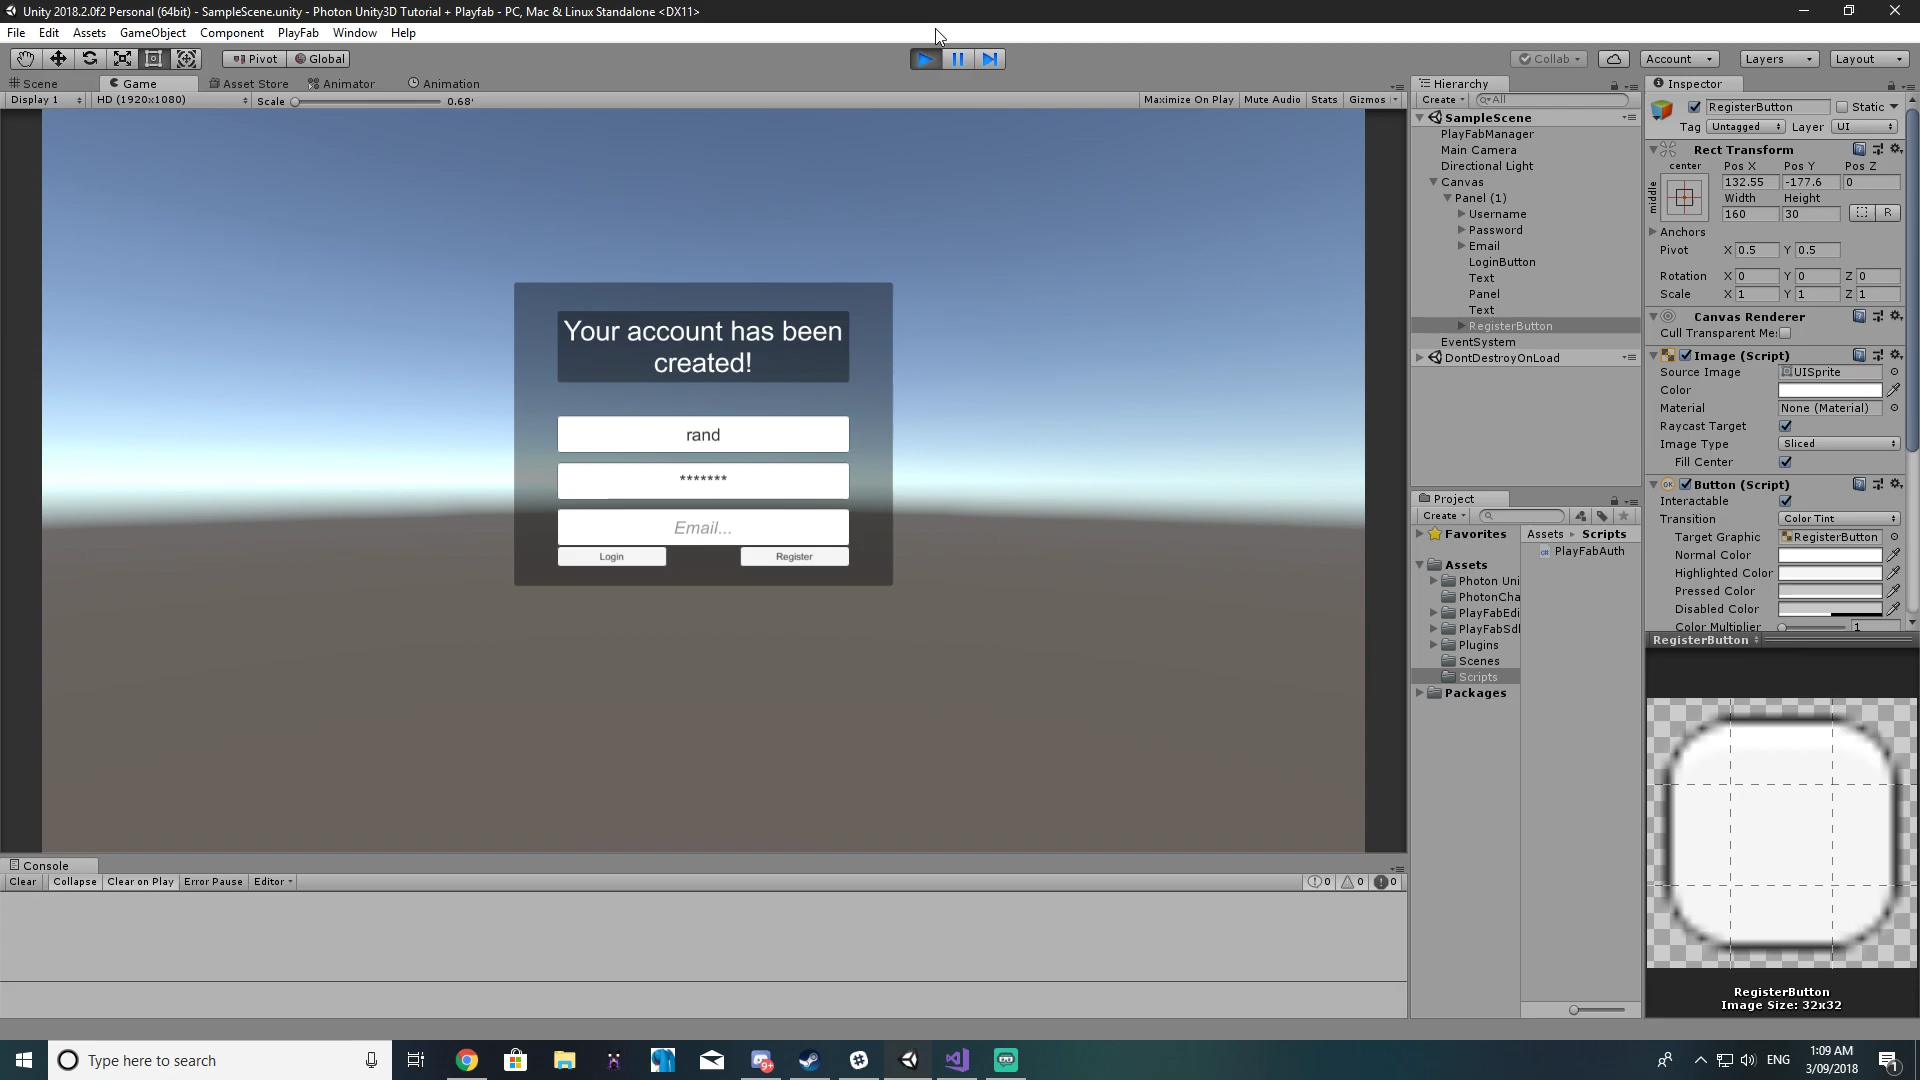 Unity 2018.2.0f2 Personal (64bit) - SampleScene.unity - Photon Unity3D Tutorial + Playfab - PC, Mac & Linux Standalone <DX11>
File Edit Assets GameObject Component PlayFab Window Help
Pivot Global Collab Account Layers Layout
Scene Game Asset Store Animator Animation
Display 1 HD (1920x1080) Scale 0.68' Maximize On Play Mute Audio Stats Gizmos
Your account has been
created!
rand
*******
Email...
Login Register
Console
Clear Collapse Clear on Play Error Pause Editor 0 0 0
Hierarchy
Create All
SampleScene
PlayFabManager
Main Camera
Directional Light
Canvas
Panel (1)
Username
Password
Email
LoginButton
Text
Panel
Text
RegisterButton
EventSystem
DontDestroyOnLoad
Project
Create
Favorites
Assets
Photon Uni
PhotonCha
PlayFabEdi
PlayFabSdl
Plugins
Scenes
Scripts
Packages
Assets Scripts
PlayFabAuth
Inspector
RegisterButton Static
Tag Untagged Layer UI
Rect Transform
center Pos X Pos Y Pos Z
middle 132.55 -177.6 0
Width Height
160 30 R
Anchors
Pivot X 0.5 Y 0.5
Rotation X 0 Y 0 Z 0
Scale X 1 Y 1 Z 1
Canvas Renderer
Cull Transparent Me:
Image (Script)
Source Image UISprite
Color
Material None (Material)
Raycast Target
Image Type Sliced
Fill Center
OK Button (Script)
Interactable
Transition Color Tint
Target Graphic RegisterButton
Normal Color
Highlighted Color
Pressed Color
Disabled Color
Color Multiplier 1
RegisterButton
RegisterButton
Image Size: 32x32
Type here to search
9+
ENG
1:09 AM
3/09/2018
1